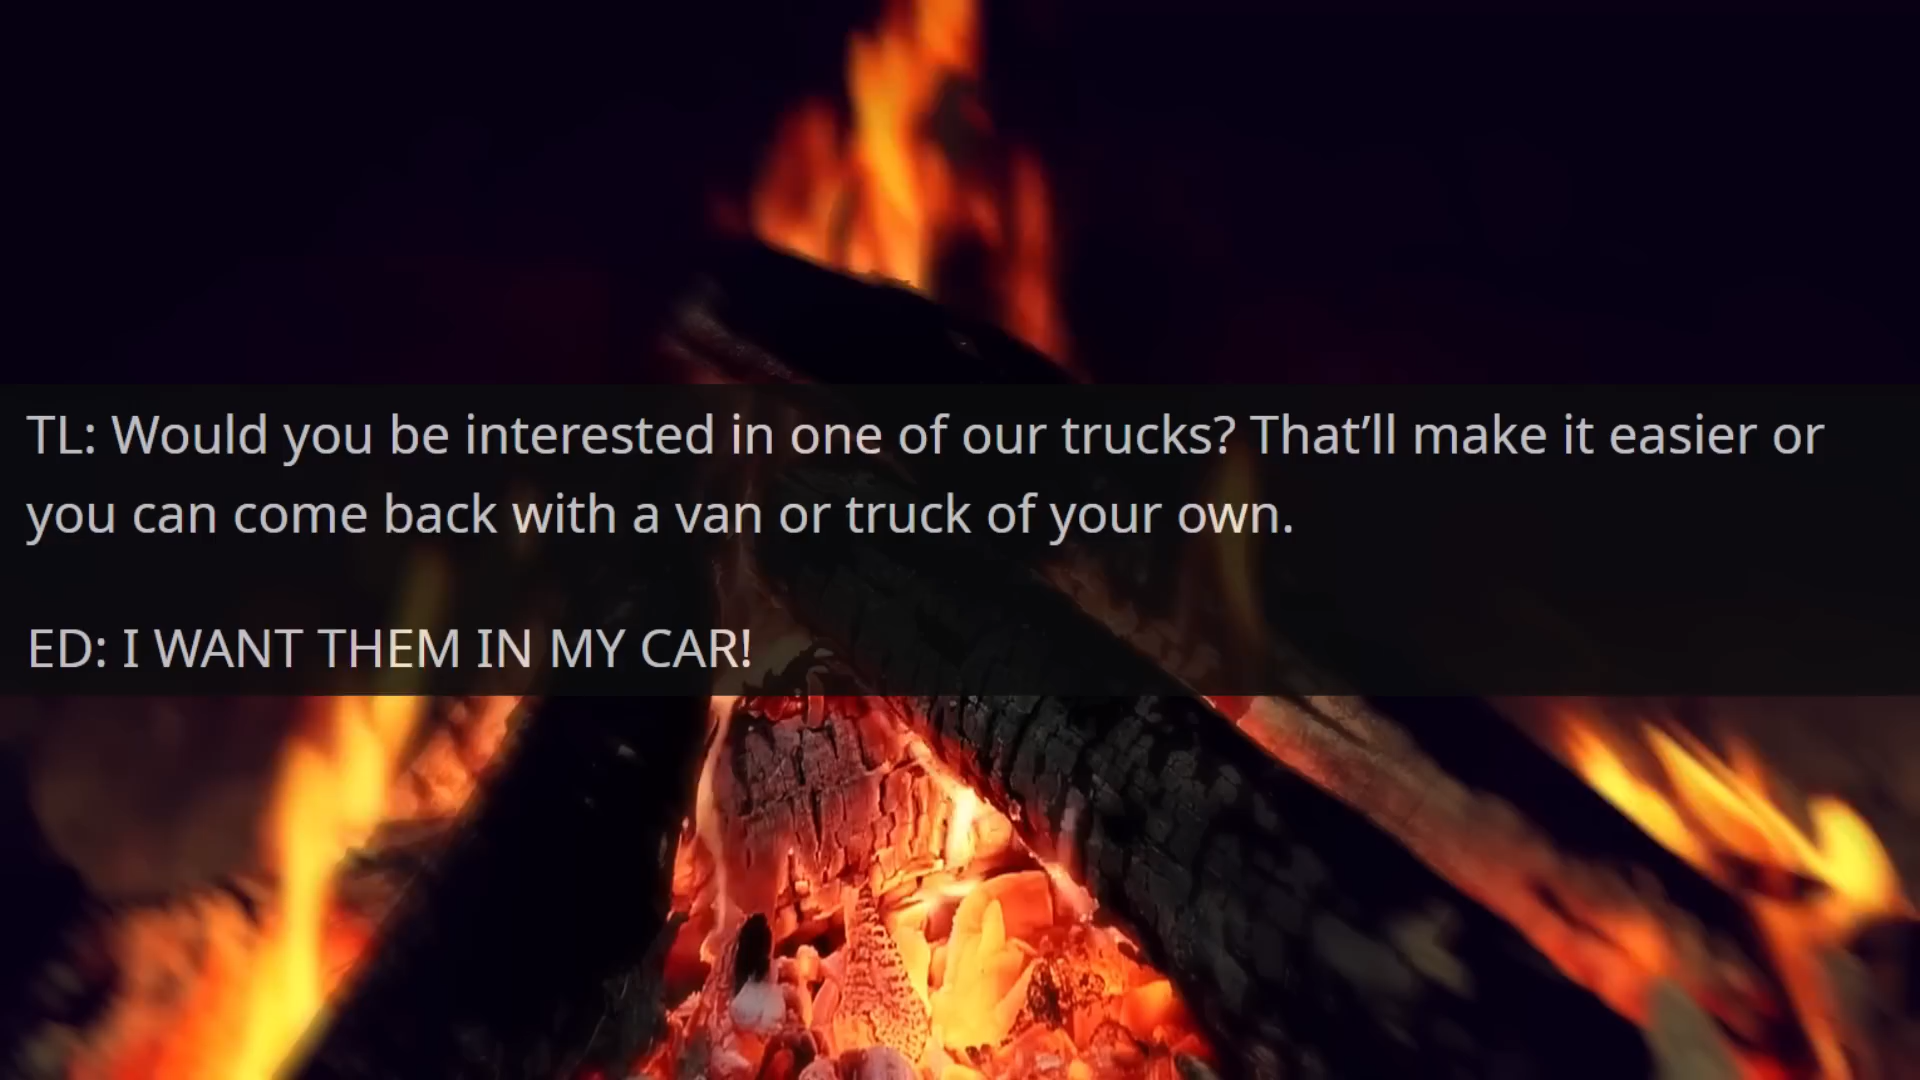 TL: Would you be interested in one of our trucks? That’ll make it easier or
you can come back with a van or truck of your own.
ED: I WANT THEM IN MY CAR!